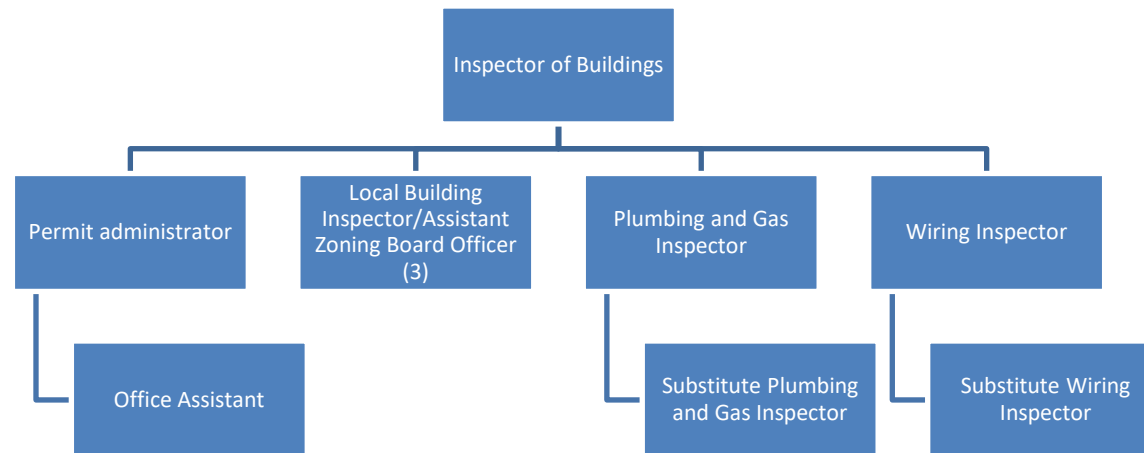 Inspector of Buildings
Permit administrator
Local Building
Inspector/Assistant
Zoning Board Officer
(3)
Plumbing and Gas
Inspector
Wiring Inspector
Office Assistant
Substitute Plumbing
and Gas Inspector
Substitute Wiring
Inspector